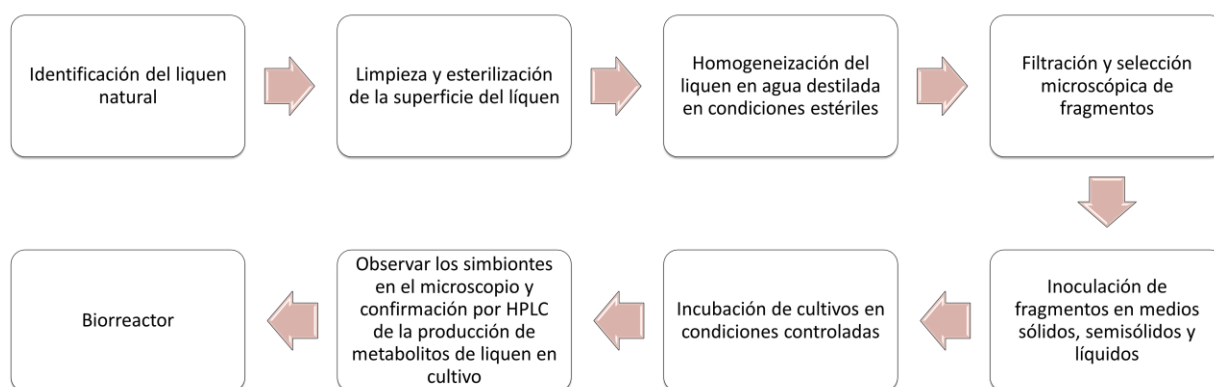 Identificación del liquen
natural
Limpieza y esterilización
de la superficie del líquen
Homogeneización del
liquen en agua destilada
en condiciones estériles
Filtración y selección
microscópica de
fragmentos
Inoculación de
fragmentos en medios
sólidos, semisólidos y
líquidos
Incubación de cultivos en
condiciones controladas
Observar los simbiontes
en el microscopio y
confirmación por HPLC
de la producción de
metabolitos de liquen en
cultivo
Biorreactor